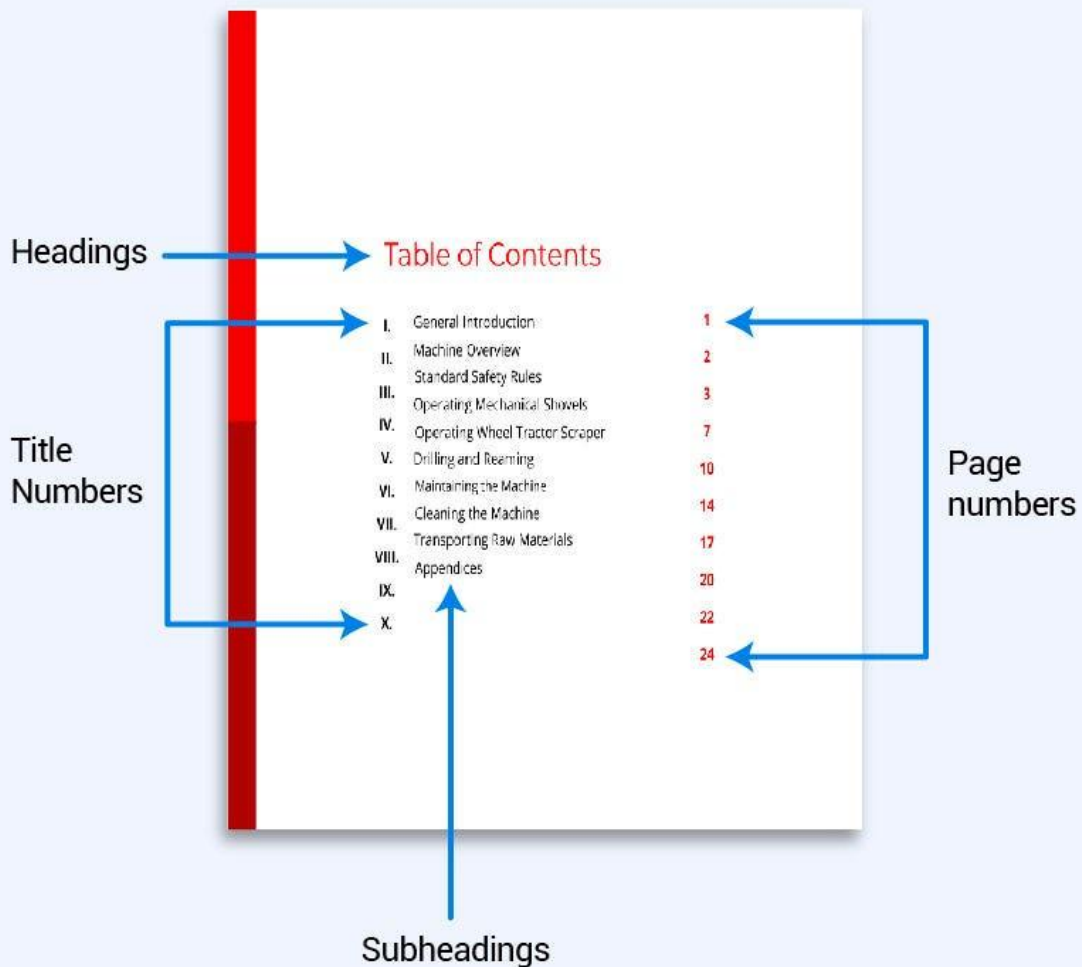 Headings
Table of Contents
I. General Introduction 1
II. Machine Overview 2
III. Standard Safety Rules 3
IV. Operating Mechanical Shovels 7
V. Operating Wheel Tractor Scraper 10
VI. Drilling and Reaming 14
VII. Maintaining the Machine 17
VIII. Cleaning the Machine 20
IX. Transporting Raw Materials 22
X. Appendices 24
Title
Numbers
Page
numbers
Subheadings